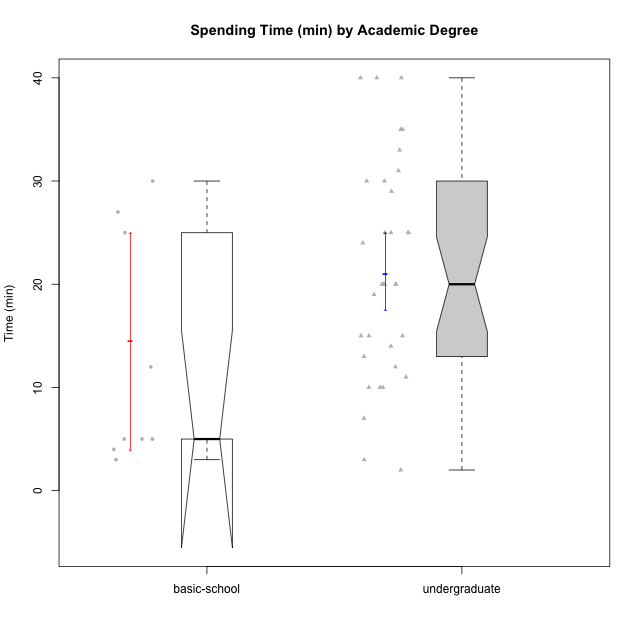 Spending Time (min) by Academic Degree
40
30
20
10
0
Time (min)
basic-school
undergraduate